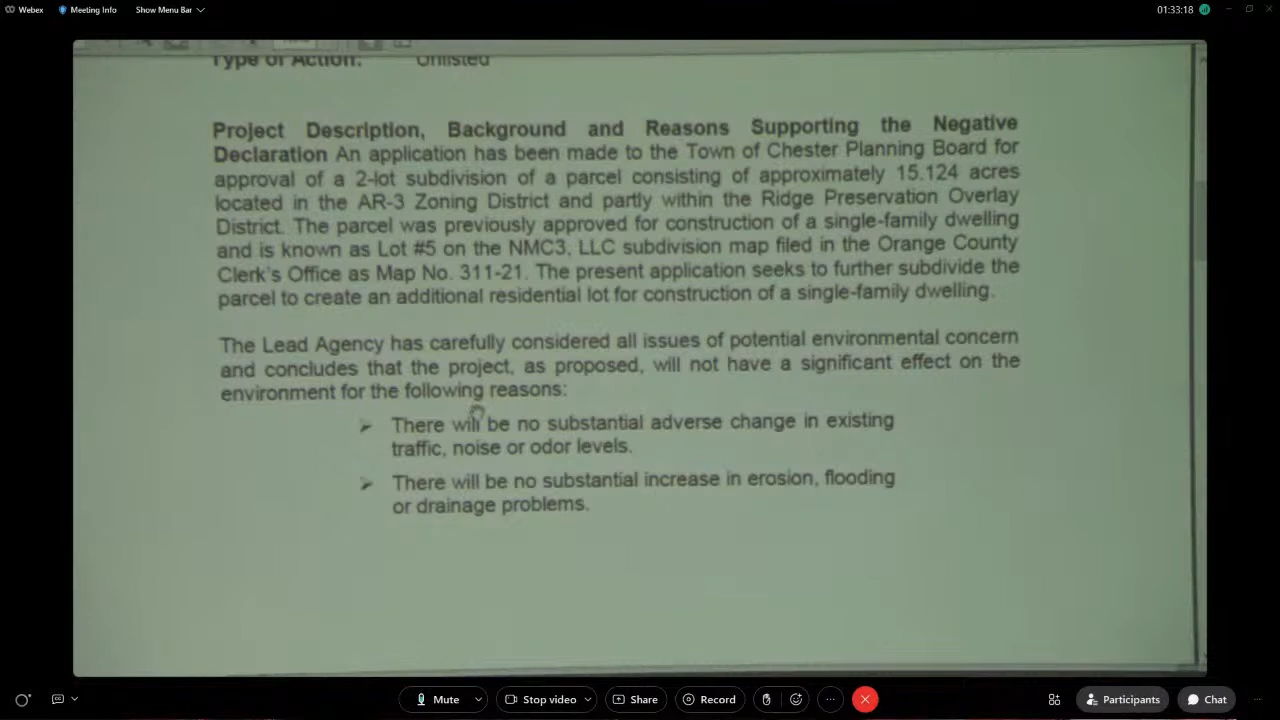 Webex
Meeting Info
Show Menu Bar
01:33:18
Type of Action: Unlisted
Project Description, Background and Reasons Supporting the Negative
Declaration An application has been made to the Town of Chester Planning Board for
approval of a 2-lot subdivision of a parcel consisting of approximately 15.124 acres
located in the AR-3 Zoning District and partly within the Ridge Preservation Overlay
District. The parcel was previously approved for construction of a single-family dwelling
and is known as Lot #5 on the NMC3, LLC subdivision map filed in the Orange County
Clerk's Office as Map No. 311-21. The present application seeks to further subdivide the
parcel to create an additional residential lot for construction of a single-family dwelling.
The Lead Agency has carefully considered all issues of potential environmental concern
and concludes that the project, as proposed, will not have a significant effect on the
environment for the following reasons:
➢ There will be no substantial adverse change in existing
traffic, noise or odor levels.
➢ There will be no substantial increase in erosion, flooding
or drainage problems.
Mute
Stop video
Share
Record
Participants
Chat